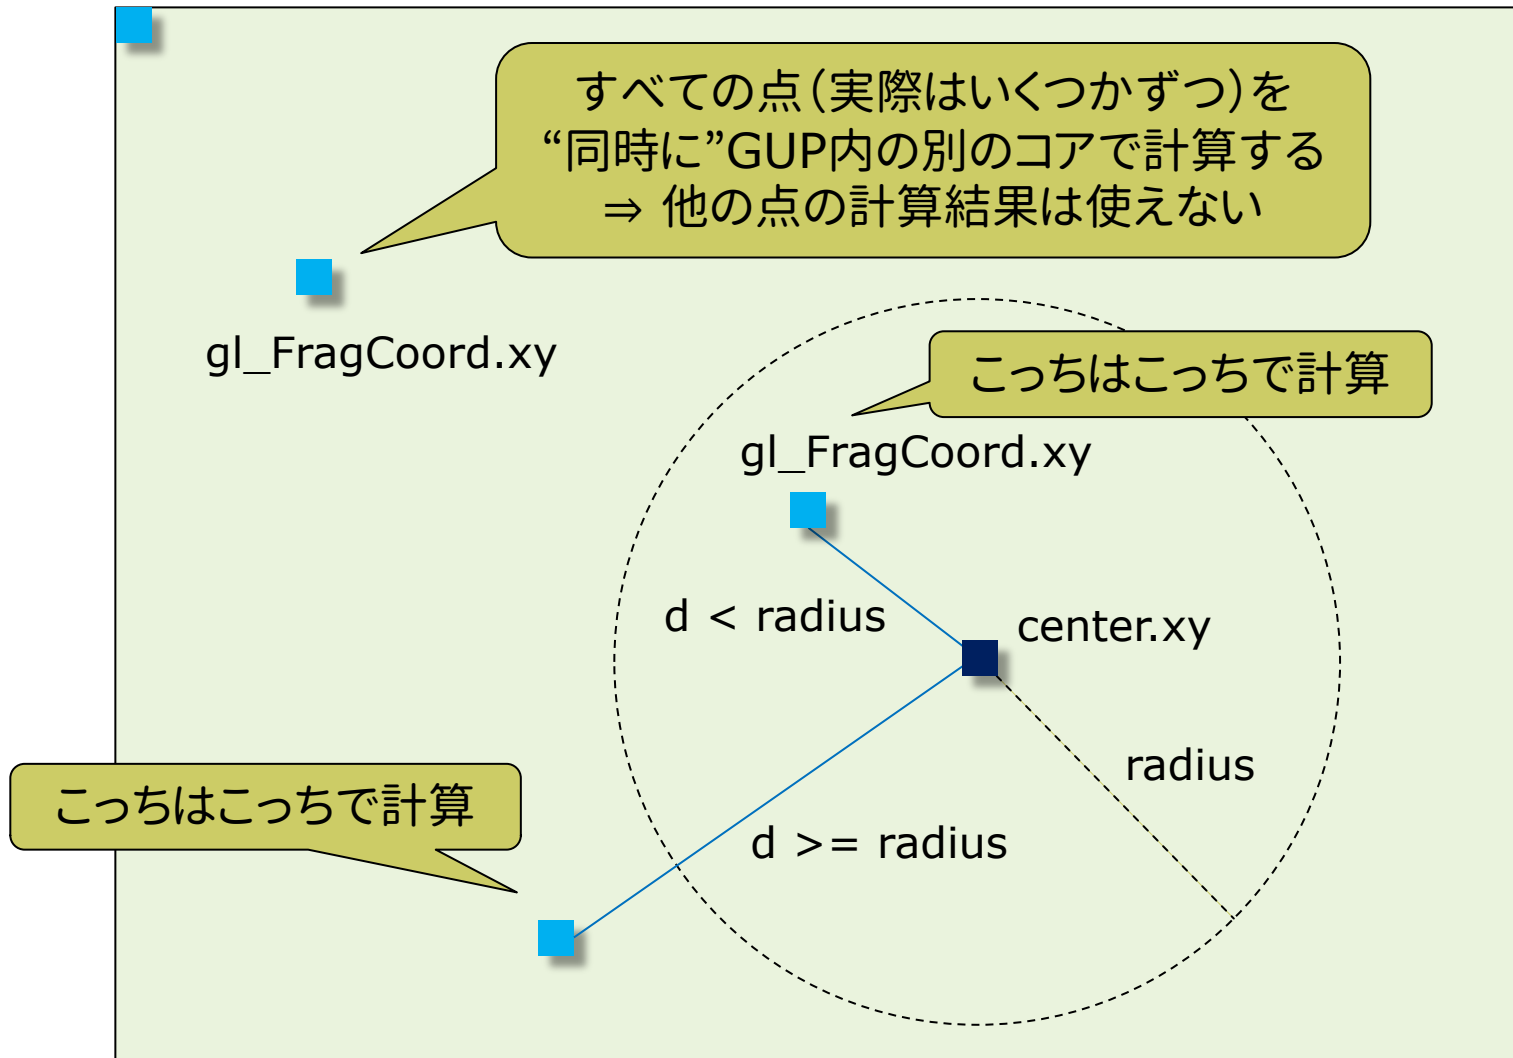 すべての点（実際はいくつかずつ）を
“同時に”GUP内の別のコアで計算する
⇒ 他の点の計算結果は使えない
gl_FragCoord.xy
こっちはこっちで計算
gl_FragCoord.xy
d < radius
center.xy
radius
こっちはこっちで計算
d >= radius